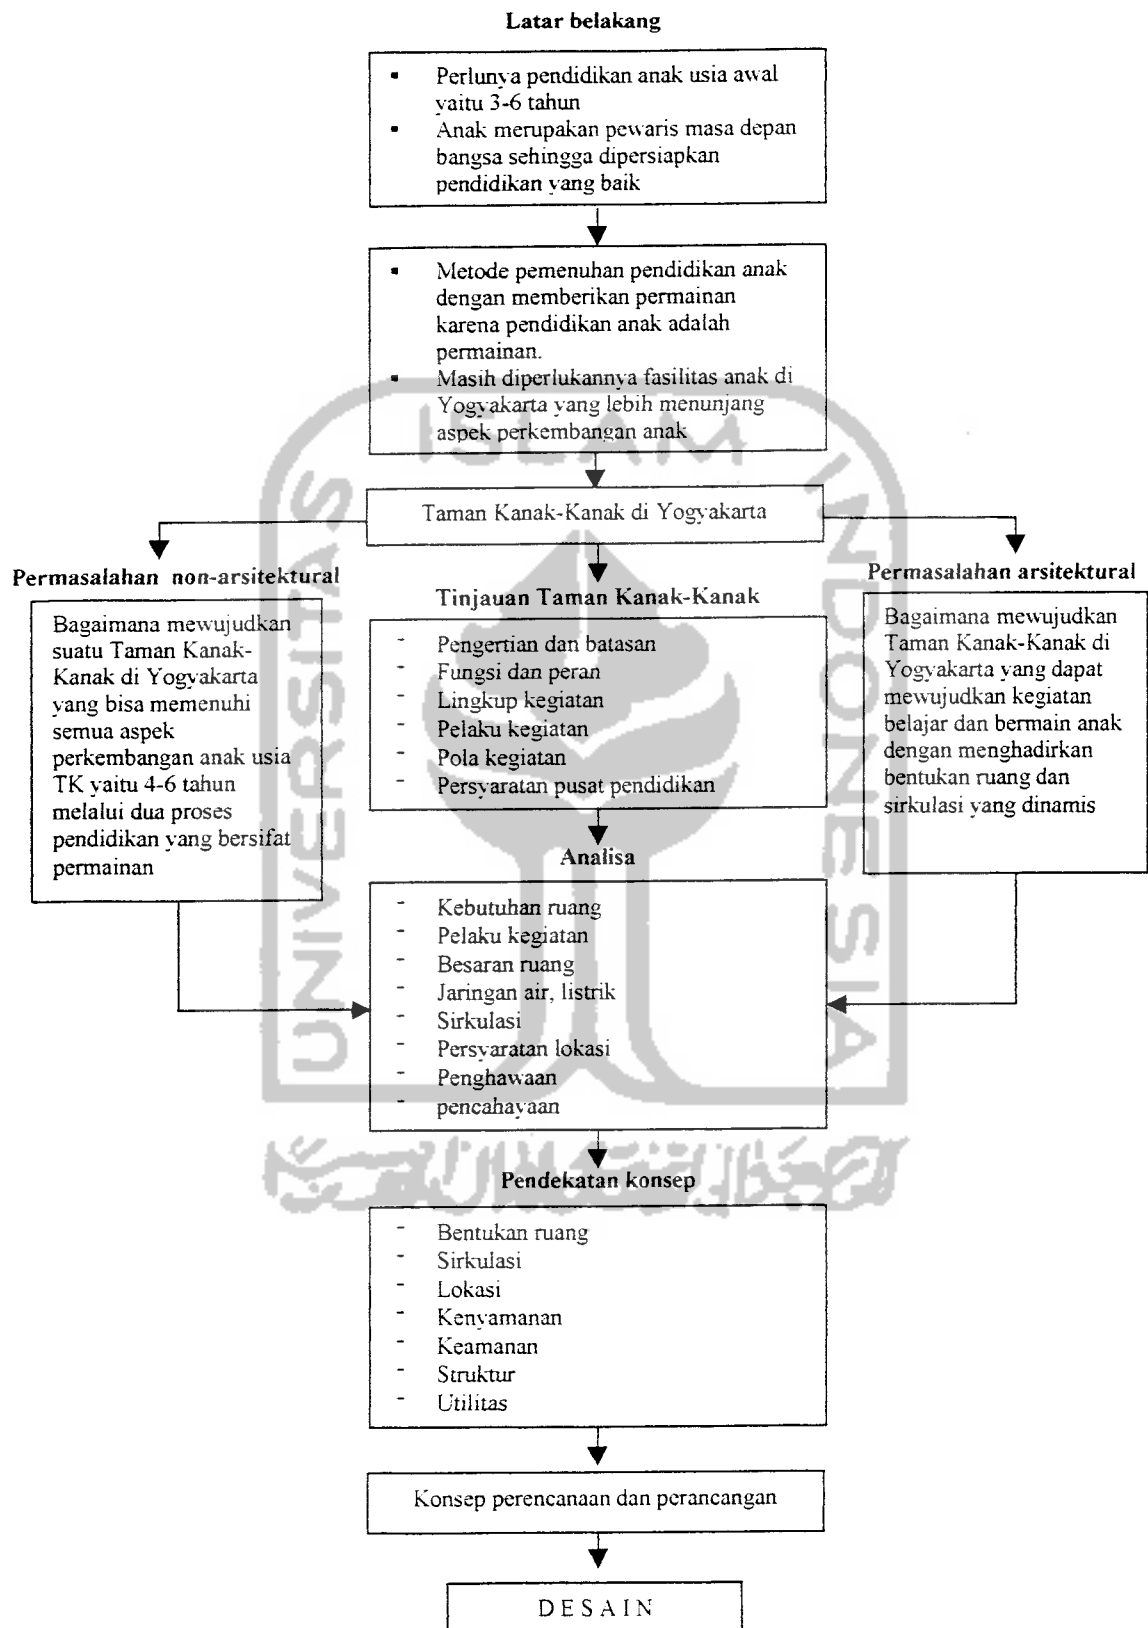 Latar belakang
▪ Perlunya pendidikan anak usia awal
yaitu 3-6 tahun
▪ Anak merupakan pewaris masa depan
bangsa sehingga dipersiapkan
pendidikan yang baik
▪ Metode pemenuhan pendidikan anak
dengan memberikan permainan
karena pendidikan anak adalah
permainan.
▪ Masih diperlukannya fasilitas anak di
Yogyakarta yang lebih menunjang
aspek perkembangan anak
Taman Kanak-Kanak di Yogyakarta
Permasalahan non-arsitektural
Bagaimana mewujudkan
suatu Taman Kanak-
Kanak di Yogyakarta
yang bisa memenuhi
semua aspek
perkembangan anak usia
TK yaitu 4-6 tahun
melalui dua proses
pendidikan yang bersifat
permainan
Tinjauan Taman Kanak-Kanak
- Pengertian dan batasan
- Fungsi dan peran
- Lingkup kegiatan
- Pelaku kegiatan
- Pola kegiatan
- Persyaratan pusat pendidikan
Permasalahan arsitektural
Bagaimana mewujudkan
Taman Kanak-Kanak di
Yogyakarta yang dapat
mewujudkan kegiatan
belajar dan bermain anak
dengan menghadirkan
bentukan ruang dan
sirkulasi yang dinamis
Analisa
- Kebutuhan ruang
- Pelaku kegiatan
- Besaran ruang
- Jaringan air, listrik
- Sirkulasi
- Persyaratan lokasi
- Penghawaan
- pencahayaan
Pendekatan konsep
- Bentukan ruang
- Sirkulasi
- Lokasi
- Kenyamanan
- Keamanan
- Struktur
- Utilitas
Konsep perencanaan dan perancangan
DESAIN
UNIVERSITAS
ISLAM
INDONESIA